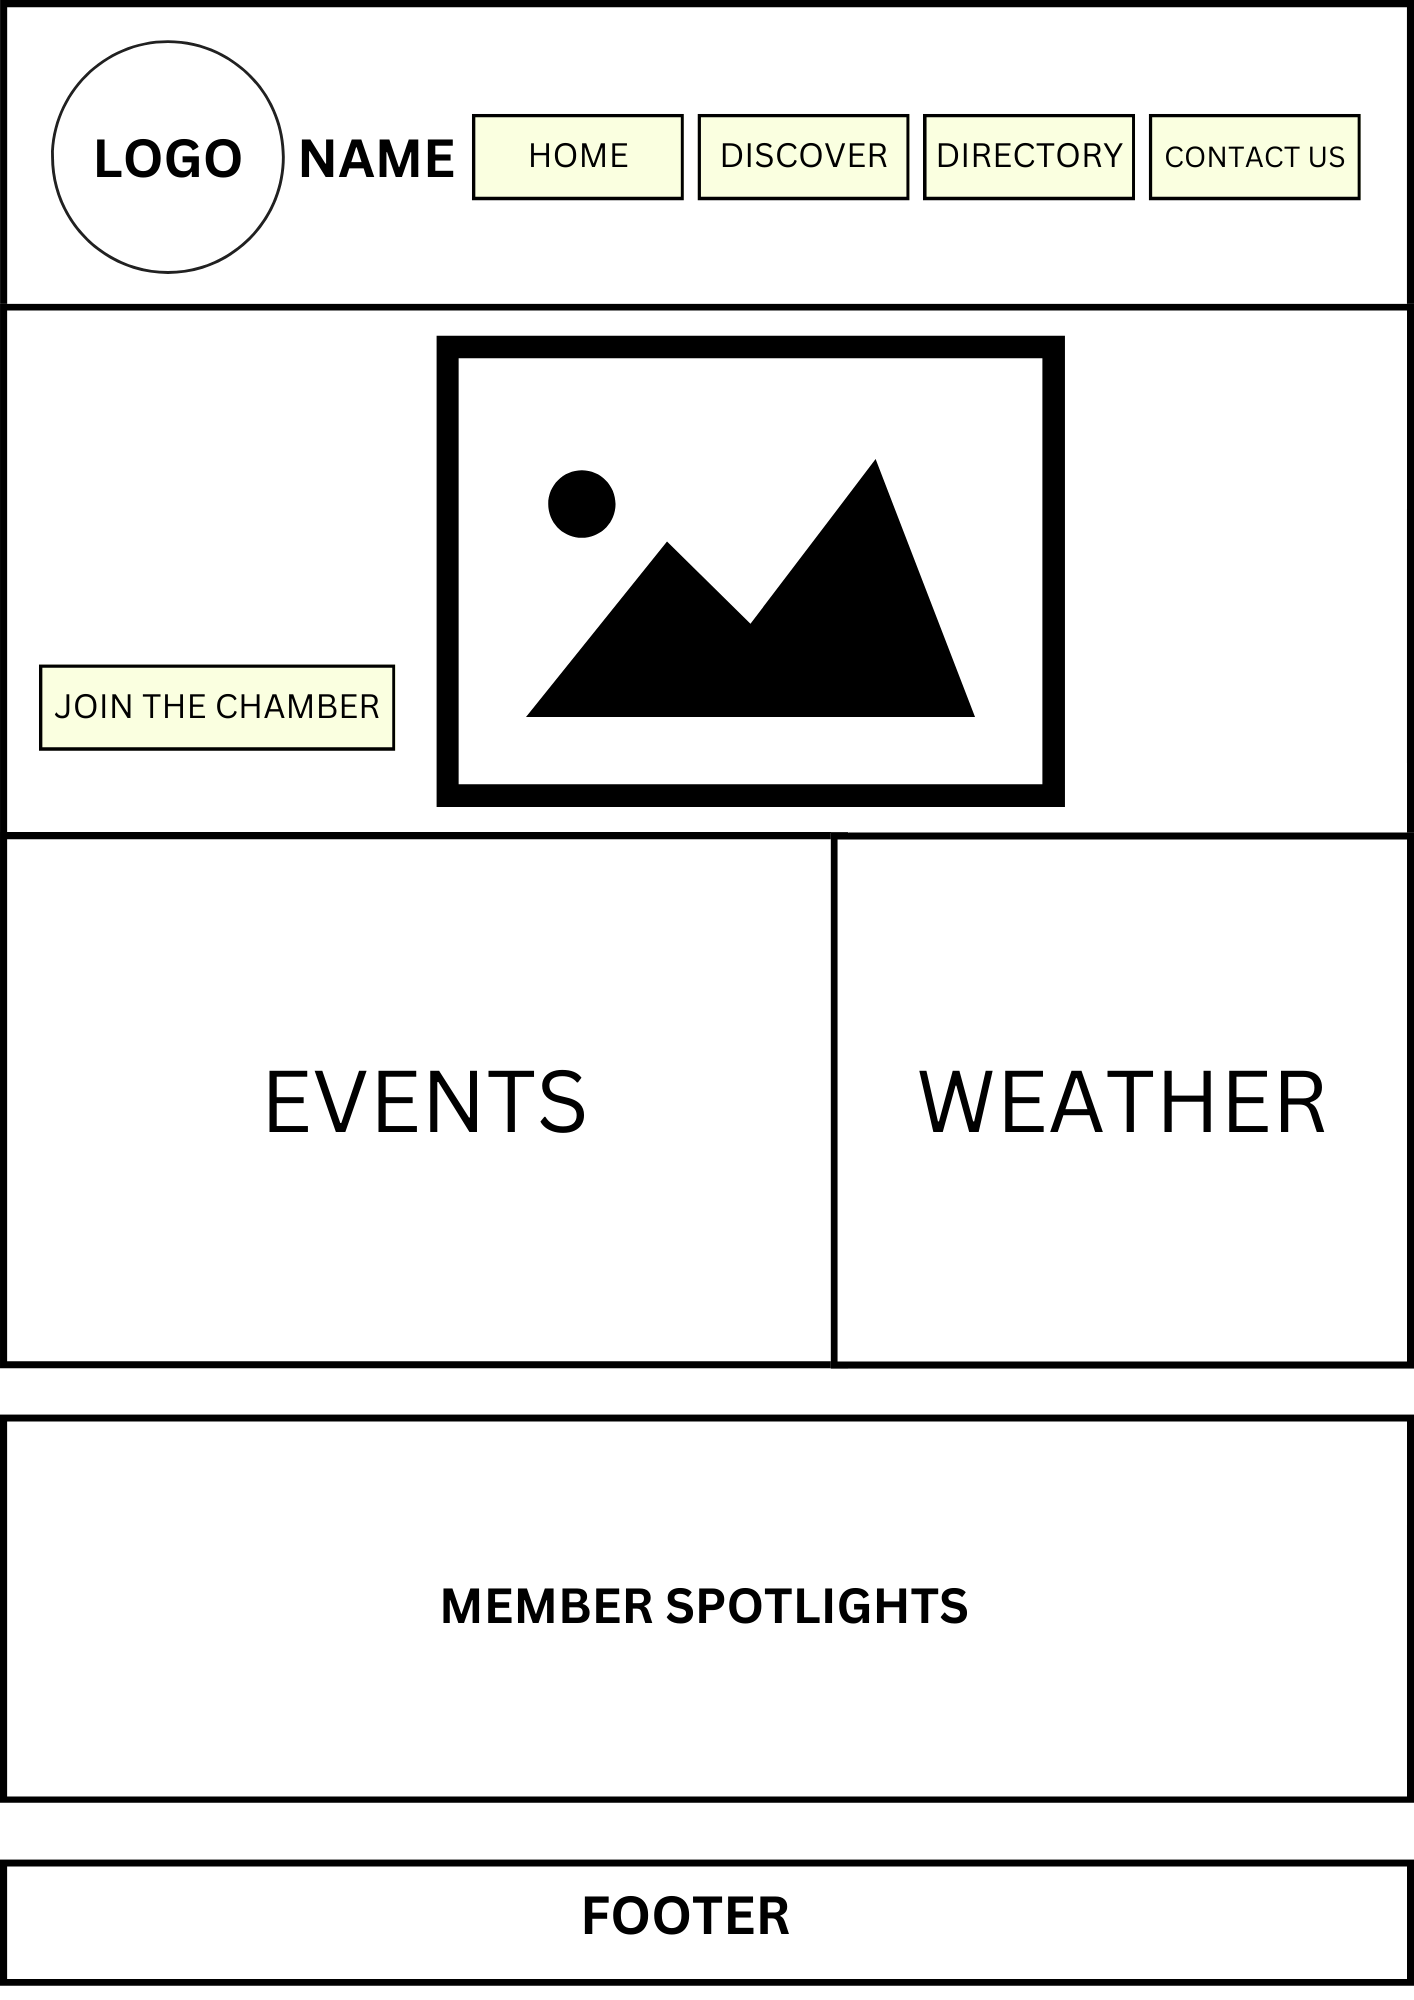 LOGO
NAME
HOME
DISCOVER
DIRECTORY
CONTACT US
JOIN THE CHAMBER
EVENTS
WEATHER
MEMBER SPOTLIGHTS
FOOTER